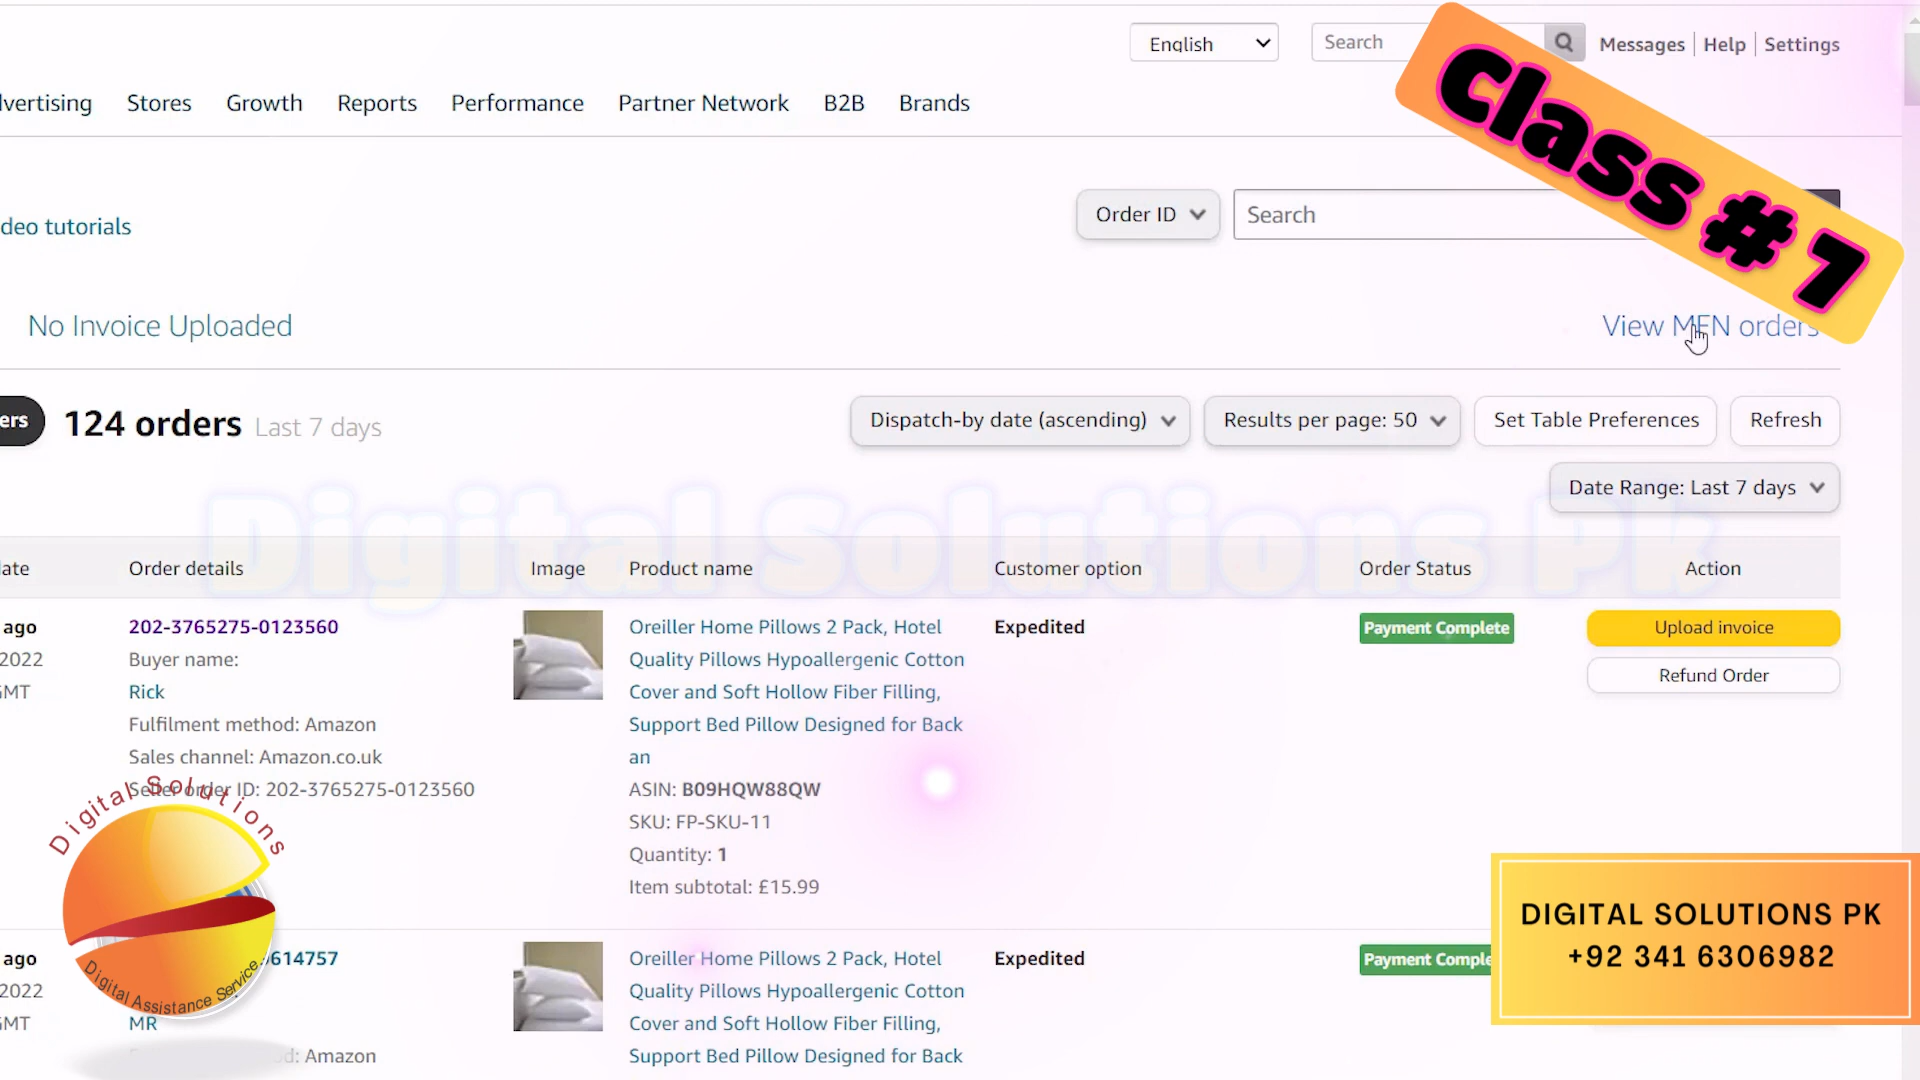 English
Search
Messages
Help
Settings
vertising
Stores
Growth
Reports
Performance
Partner Network
B2B
Brands
Class # 7
deo tutorials
Order ID
Search
No Invoice Uploaded
View MFN orders
ers
124 orders
Last 7 days
Dispatch-by date (ascending)
Results per page: 50
Set Table Preferences
Refresh
Date Range: Last 7 days
Digital Solutions Pk
ate
Order details
Image
Product name
Customer option
Order Status
Action
ago
2022
GMT
202-3765275-0123560
Buyer name:
Rick
Fulfilment method: Amazon
Sales channel: Amazon.co.uk
Seller order ID: 202-3765275-0123560
Oreiller Home Pillows 2 Pack, Hotel
Quality Pillows Hypoallergenic Cotton
Cover and Soft Hollow Fiber Filling,
Support Bed Pillow Designed for Back
an
ASIN: B09HQW88QW
SKU: FP-SKU-11
Quantity: 1
Item subtotal: £15.99
Expedited
Payment Complete
Upload invoice
Refund Order
Digital Solutions
Digital Assistance Service
ago
2022
GMT
614757
MR
d: Amazon
Oreiller Home Pillows 2 Pack, Hotel
Quality Pillows Hypoallergenic Cotton
Cover and Soft Hollow Fiber Filling,
Support Bed Pillow Designed for Back
Expedited
Payment Comple
DIGITAL SOLUTIONS PK
+92 341 6306982